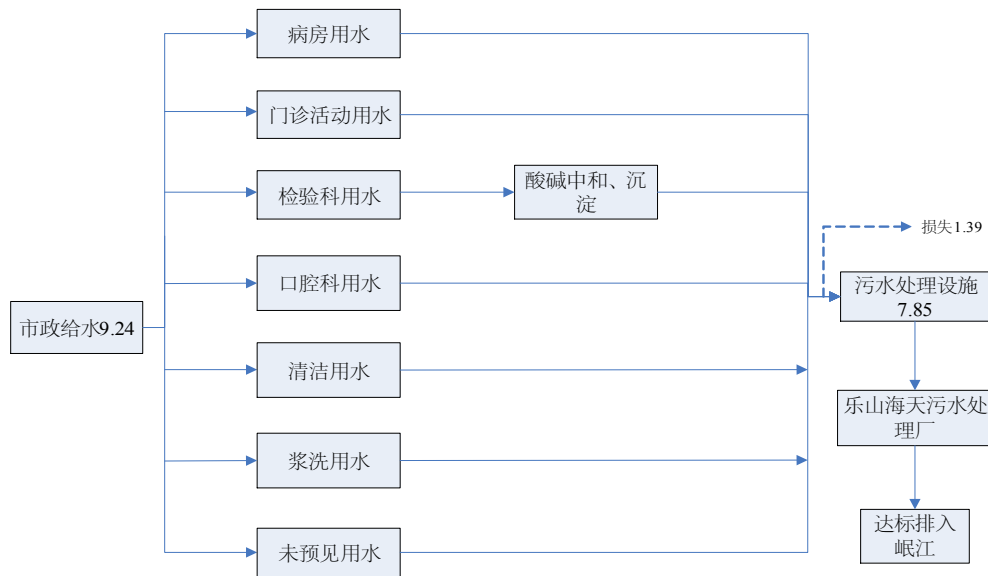 病房用水
门诊活动用水
检验科用水
酸碱中和、沉
淀
损失1.39
口腔科用水
污水处理设施
7.85
市政给水9.24
清洁用水
乐山海天污水处
理厂
浆洗用水
达标排入
岷江
未预见用水